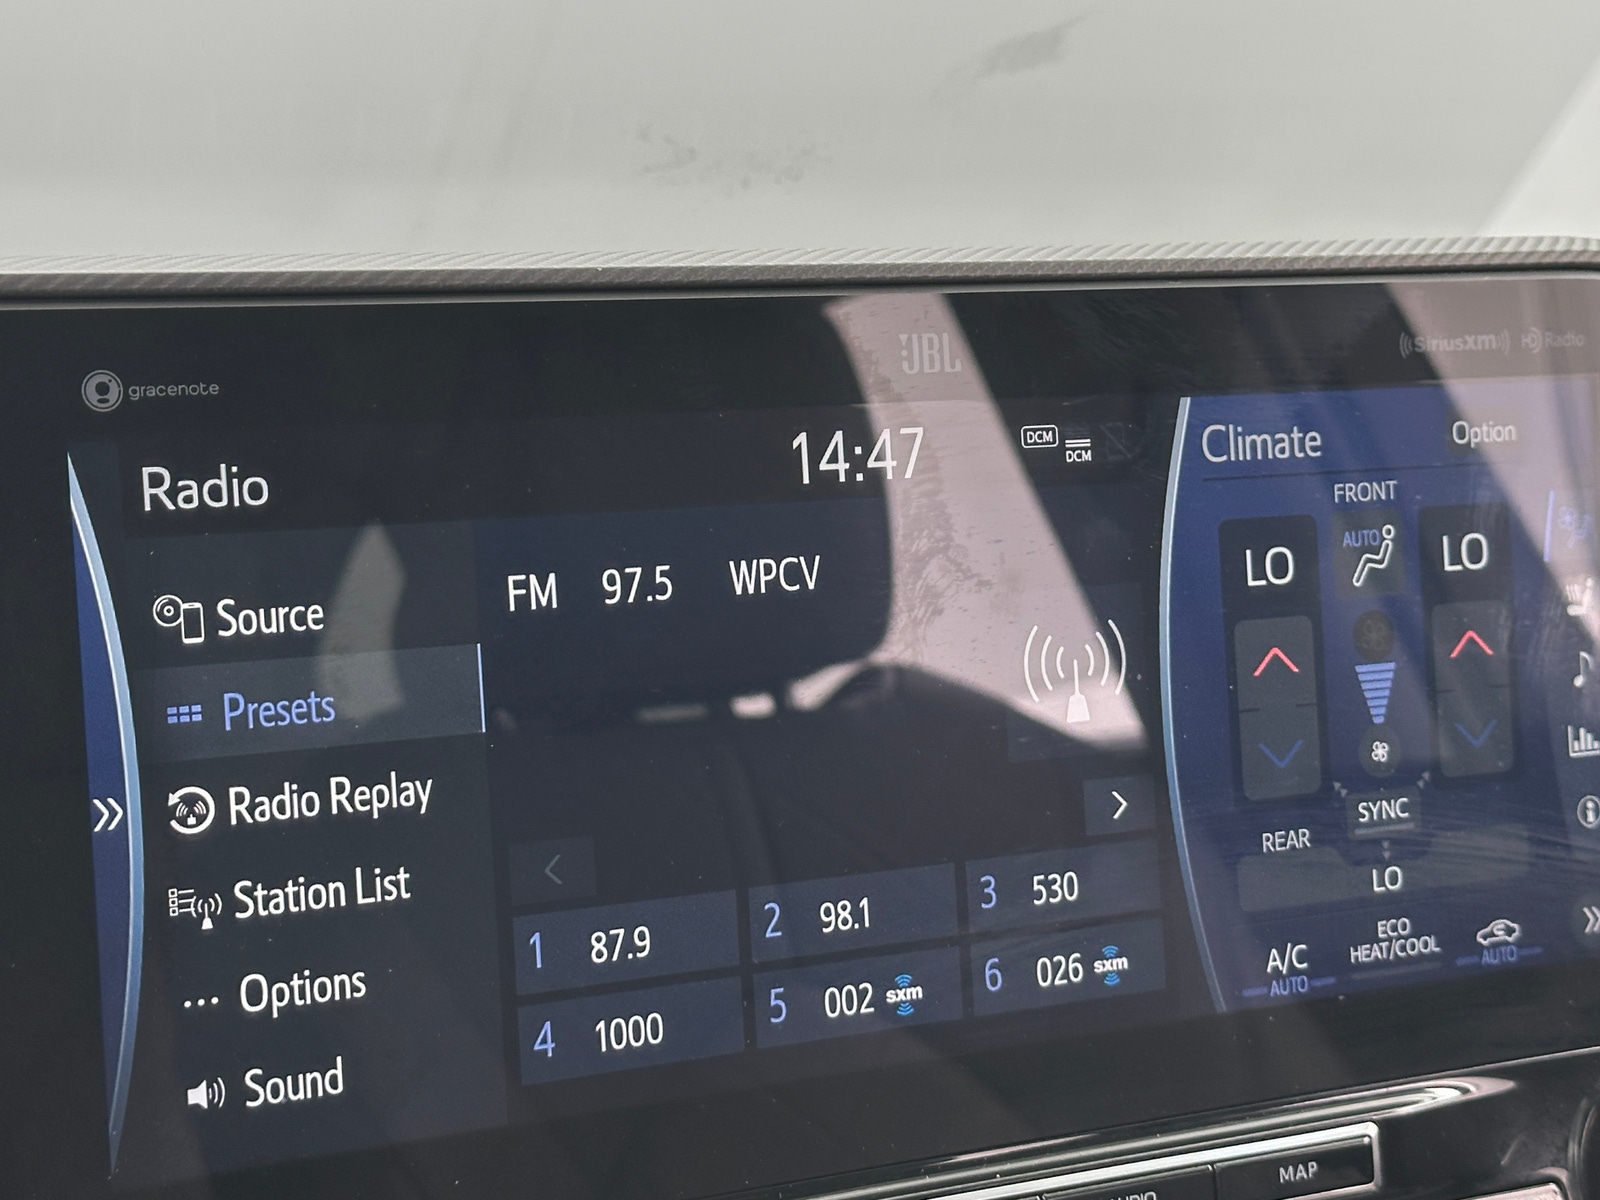 gracenote
JBL
SiriusXM
HD Radio
Radio
14:47
DCM
DCM
Source
Presets
Radio Replay
Station List
Options
Sound
FM 97.5 WPCV
1 87.9
2 98.1
3 530
4 1000
5 002 sxm
6 026 sxm
Climate
Option
FRONT
LO
AUTO
LO
SYNC
REAR
LO
A/C
AUTO
ECO
HEAT/COOL
AUTO
AUDIO
MAP